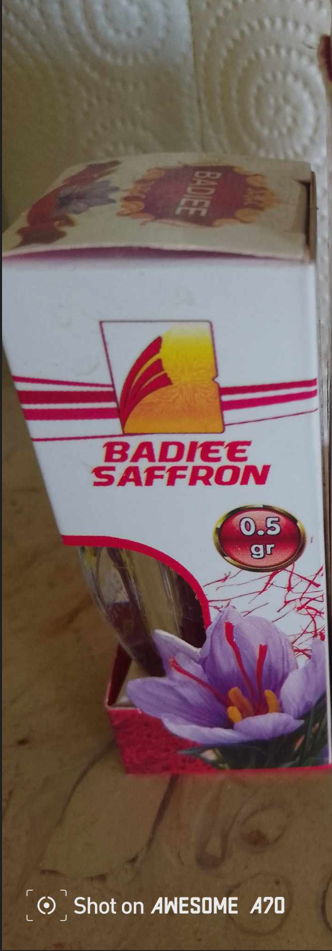 BADIEE
BADIEE
SAFFRON
0.5
gr
Shot on AWESOME A70